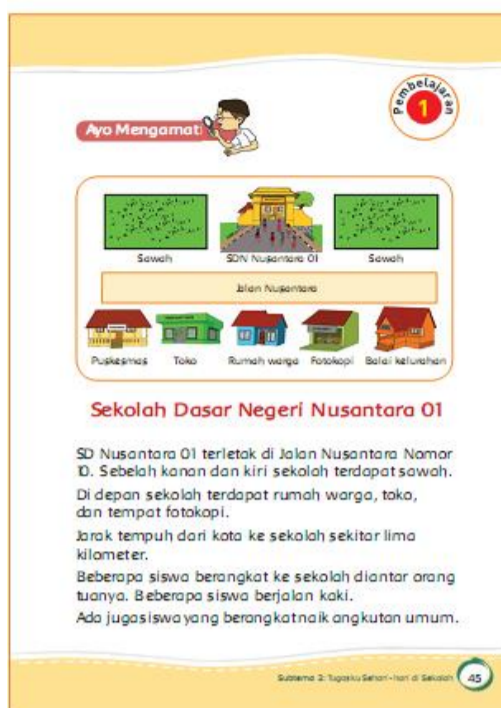 Pembelajaran
1
Ayo Mengamati
Sawah
SDN Nusantara 01
Sawah
Jalan Nusantara
Puskesmas
Toko
Rumah warga
Fotokopi
Balai kelurahan
Sekolah Dasar Negeri Nusantara 01
SD Nusantara 01 terletak di Jalan Nusantara Nomor
10. Sebelah kanan dan kiri sekolah terdapat sawah.
Di depan sekolah terdapat rumah warga, toko,
dan tempat fotokopi.
Jarak tempuh dari kota ke sekolah sekitar lima
kilometer.
Beberapa siswa berangkat ke sekolah diantar orang
tuanya. Beberapa siswa berjalan kaki.
Ada juga siswa yang berangkat naik angkutan umum.
Subtema 2: Tugasku Sehari-hari di Sekolah
45